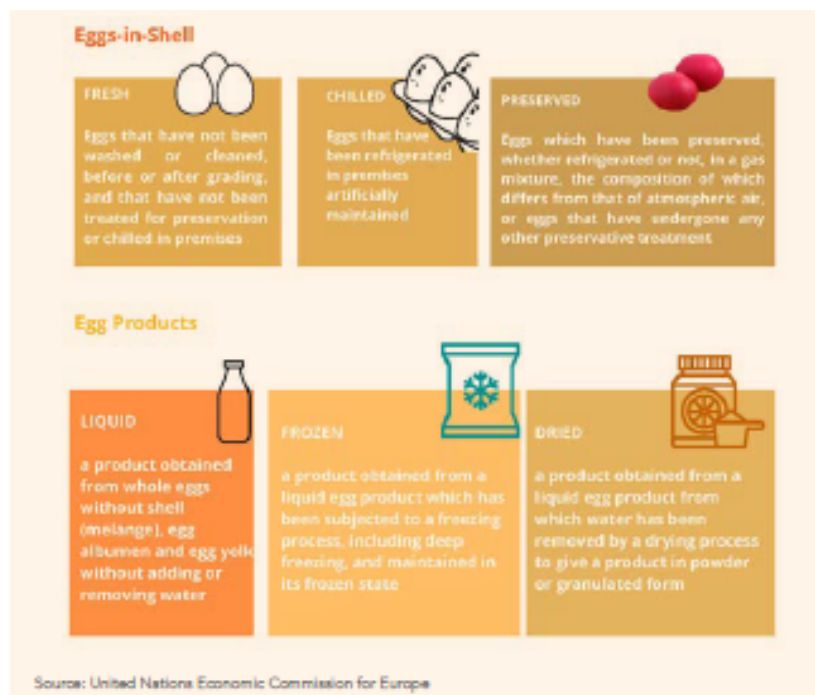 Eggs-in-Shell
FRESH
Eggs that have not been
washed or cleaned,
before or after grading,
and that have not been
treated for preservation
or chilled in premises
CHILLED
Eggs that have
been refrigerated
in premises
artificially
maintained
PRESERVED
Eggs which have been preserved,
whether refrigerated or not, in a gas
mixture, the composition of which
differs from that of atmospheric air,
or eggs that have undergone any
other preservative treatment
Egg Products
LIQUID
a product obtained
from whole eggs
without shell
(melange), egg
albumen and egg yolk
without adding or
removing water
FROZEN
a product obtained from a
liquid egg product which has
been subjected to a freezing
process, including deep
freezing, and maintained in
its frozen state
DRIED
a product obtained from a
liquid egg product from
which water has been
removed by a drying process
to give a product in powder
or granulated form
Source: United Nations Economic Commission for Europe